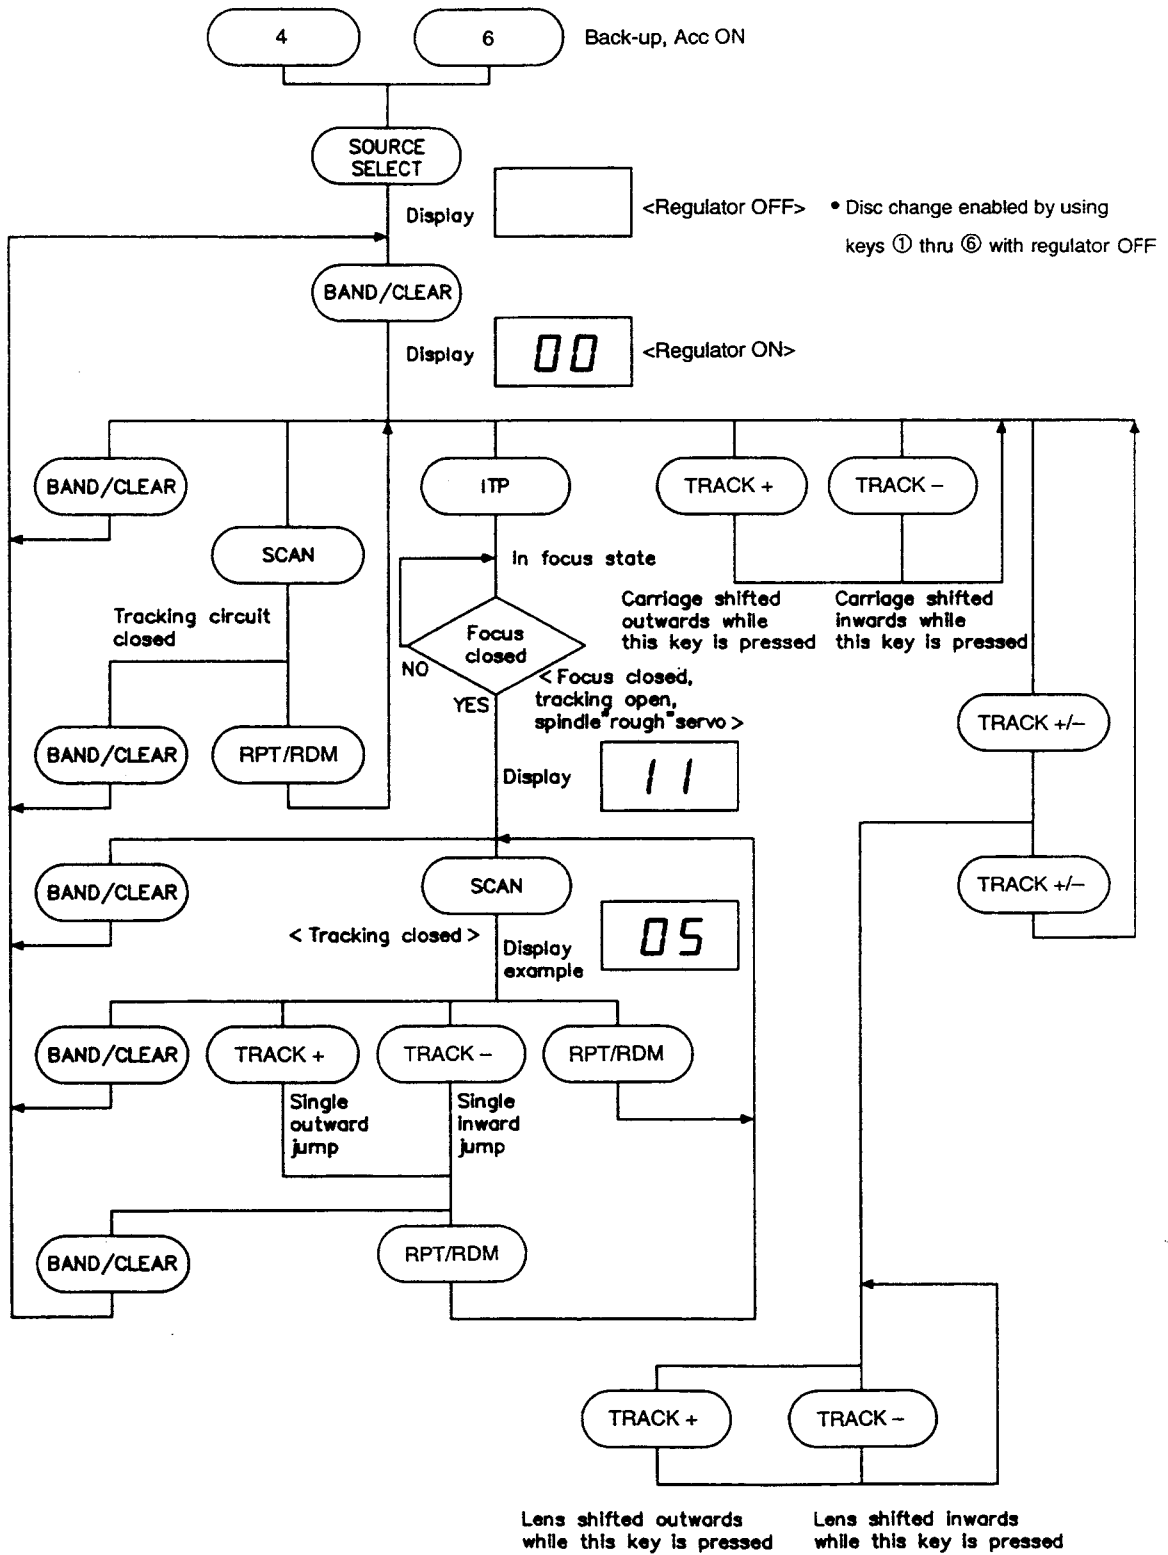 4
6
Back-up, Acc ON
SOURCE
SELECT
Display
<Regulator OFF>
• Disc change enabled by using
keys ① thru ⑥ with regulator OFF
BAND/CLEAR
Display
00
<Regulator ON>
BAND/CLEAR
ITP
TRACK +
TRACK –
SCAN
In focus state
Carriage shifted
outwards while
this key is pressed
Carriage shifted
inwards while
this key is pressed
Tracking circuit
closed
Focus
closed
NO
YES
< Focus closed,
tracking open,
spindle"rough"servo >
TRACK +/–
BAND/CLEAR
RPT/RDM
Display
11
BAND/CLEAR
SCAN
TRACK +/–
< Tracking closed >
Display
example
05
BAND/CLEAR
TRACK +
TRACK –
RPT/RDM
Single
outward
jump
Single
inward
jump
BAND/CLEAR
RPT/RDM
TRACK +
TRACK –
Lens shifted outwards
while this key is pressed
Lens shifted inwards
while this key is pressed